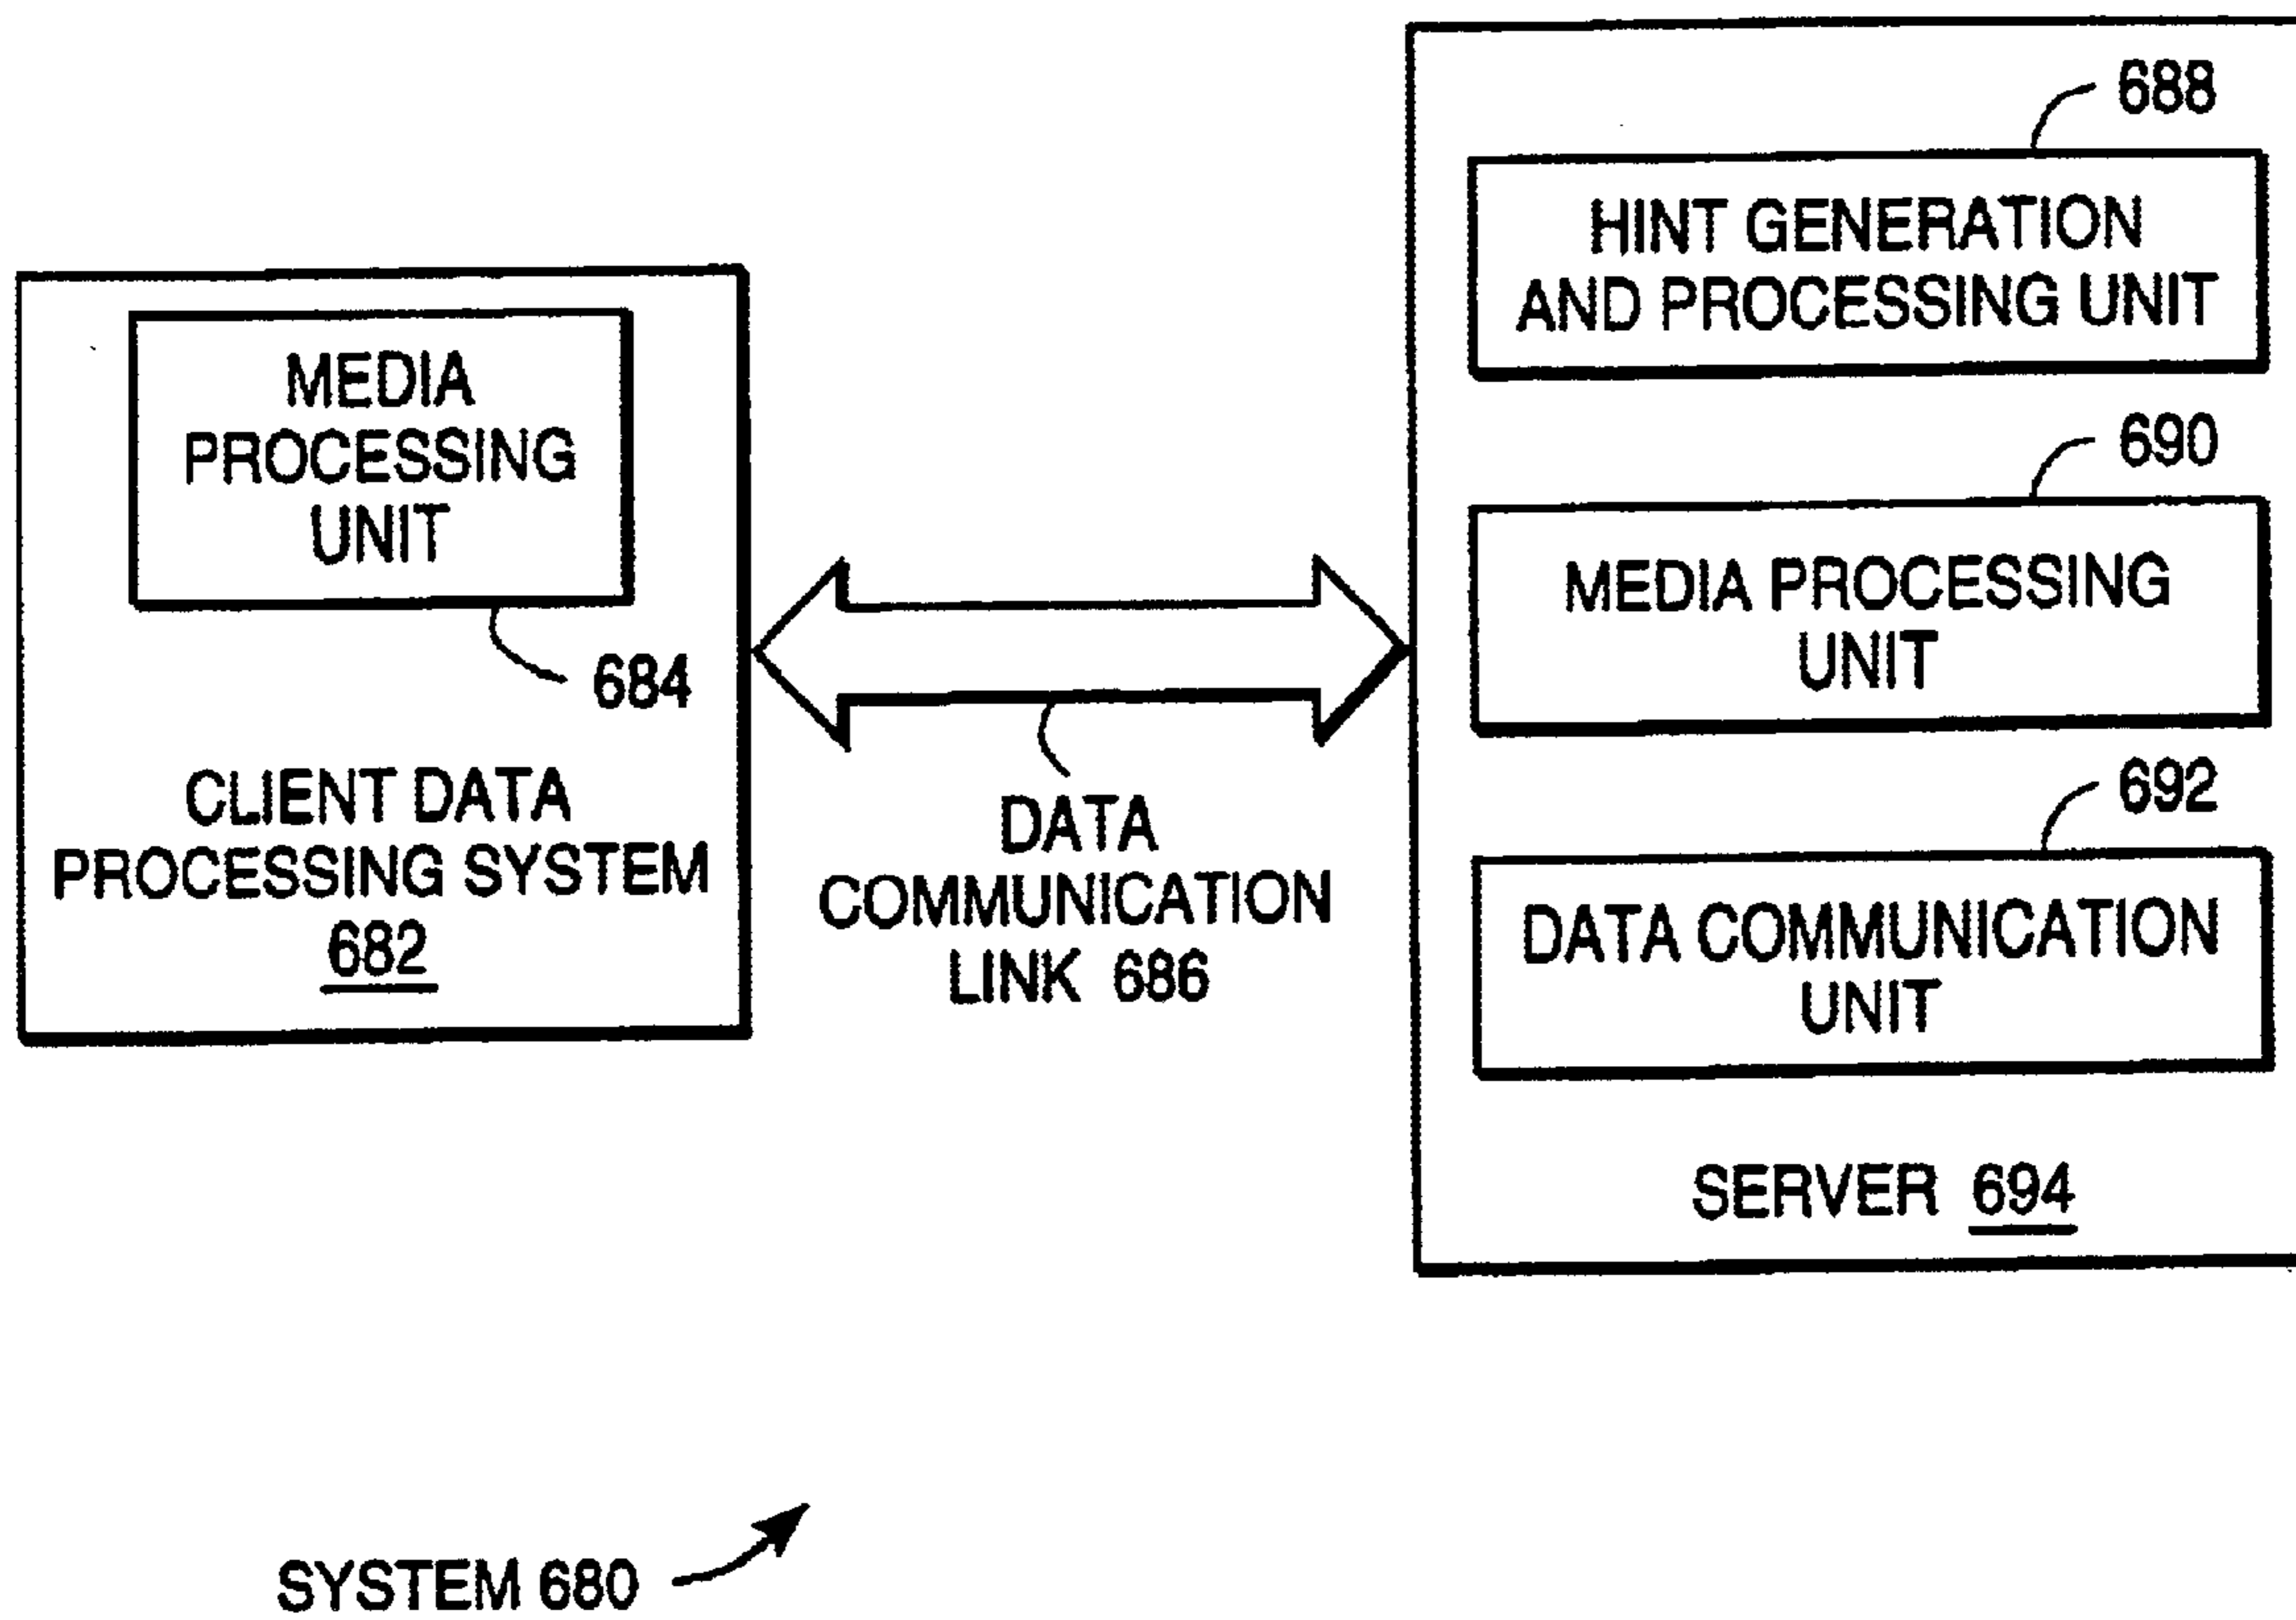 MEDIA
PROCESSING
UNIT
684
CLIENT DATA
PROCESSING SYSTEM
682
DATA
COMMUNICATION
LINK 686
688
HINT GENERATION
AND PROCESSING UNIT
690
MEDIA PROCESSING
UNIT
692
DATA COMMUNICATION
UNIT
SERVER 694
SYSTEM 680